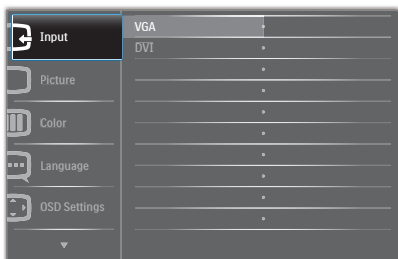 Input
VGA
DVI
Picture
Color
Language
OSD Settings